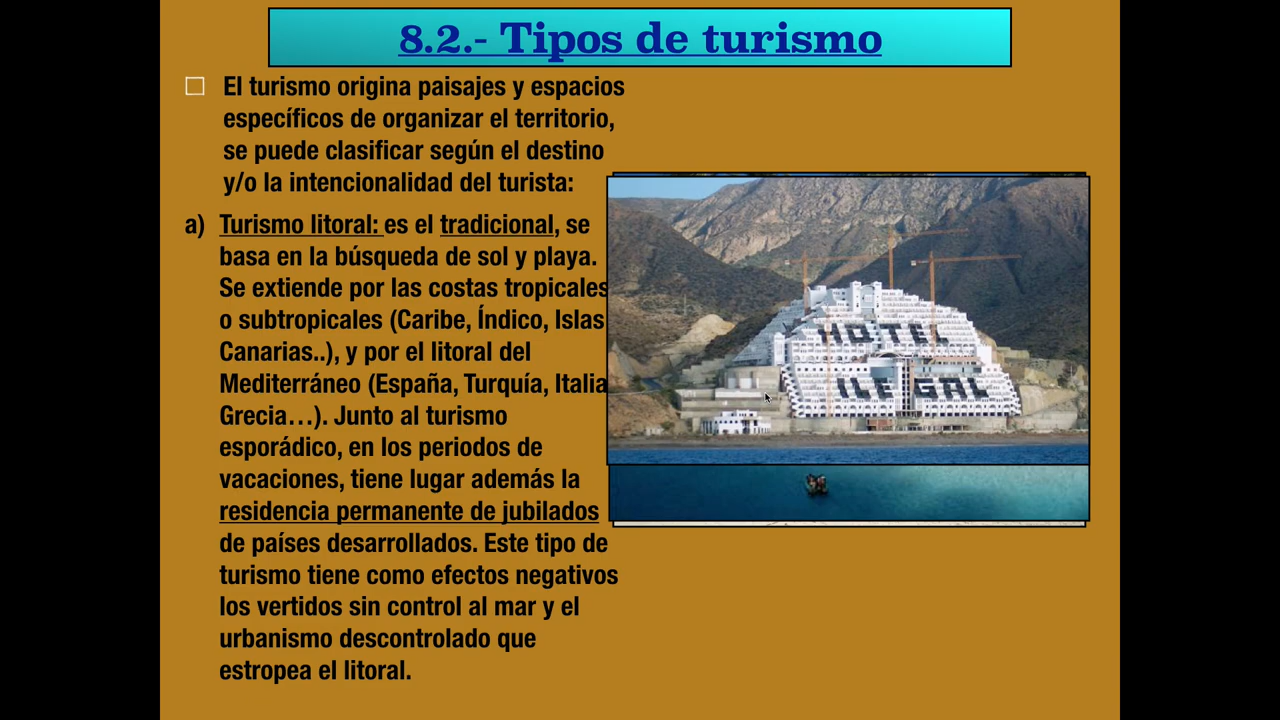 8.2.- Tipos de turismo
El turismo origina paisajes y espacios
específicos de organizar el territorio,
se puede clasificar según el destino
y/o la intencionalidad del turista:
a) Turismo litoral: es el tradicional, se
basa en la búsqueda de sol y playa.
Se extiende por las costas tropicales
o subtropicales (Caribe, Índico, Islas
Canarias..), y por el litoral del
Mediterráneo (España, Turquía, Italia
Grecia…). Junto al turismo
esporádico, en los periodos de
vacaciones, tiene lugar además la
residencia permanente de jubilados
de países desarrollados. Este tipo de
turismo tiene como efectos negativos
los vertidos sin control al mar y el
urbanismo descontrolado que
estropea el litoral.
HOTEL
ILEGAL